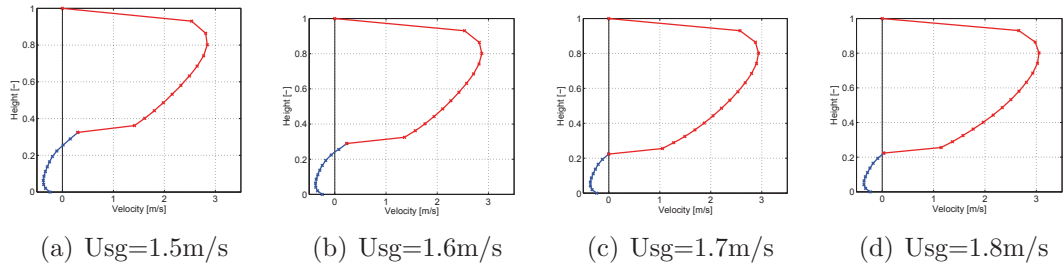 1
0.8
0.6
0.4
0.2
0
Height [−]
0 1 2 3
Velocity [m/s]
(a) Usg=1.5m/s
1
0.8
0.6
0.4
0.2
0
Height [−]
0 1 2 3
Velocity [m/s]
(b) Usg=1.6m/s
1
0.8
0.6
0.4
0.2
0
Height [−]
0 1 2 3
Velocity [m/s]
(c) Usg=1.7m/s
1
0.8
0.6
0.4
0.2
0
Height [−]
0 1 2 3
Velocity [m/s]
(d) Usg=1.8m/s